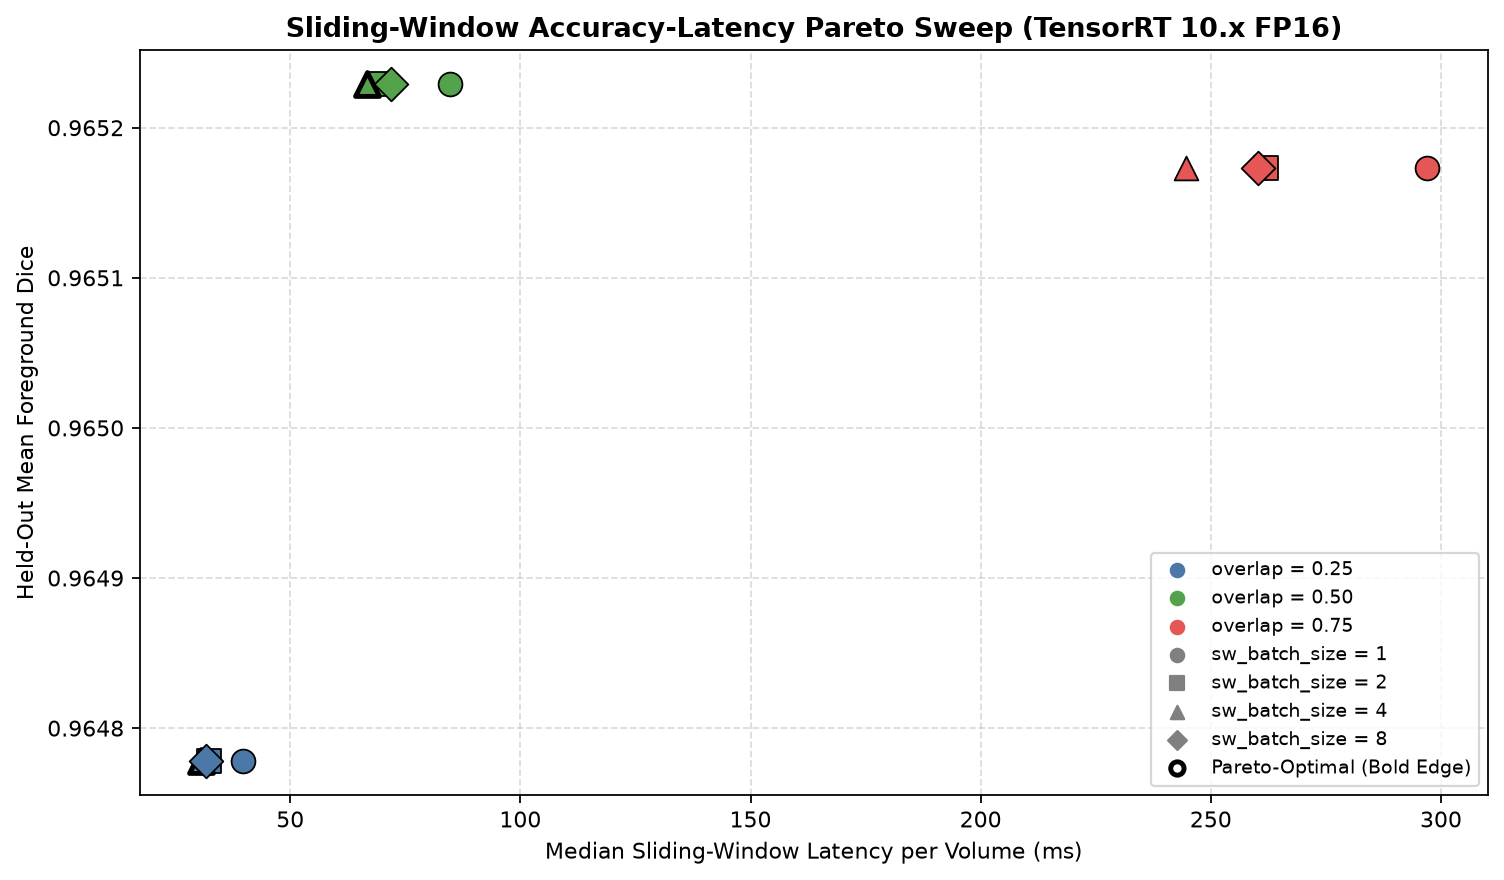 Sliding-Window Accuracy-Latency Pareto Sweep (TensorRT 10.x FP16)
Held-Out Mean Foreground Dice
0.9652
0.9651
0.9650
0.9649
0.9648
overlap = 0.25
overlap = 0.50
overlap = 0.75
sw_batch_size = 1
sw_batch_size = 2
sw_batch_size = 4
sw_batch_size = 8
Pareto-Optimal (Bold Edge)
50 100 150 200 250 300
Median Sliding-Window Latency per Volume (ms)